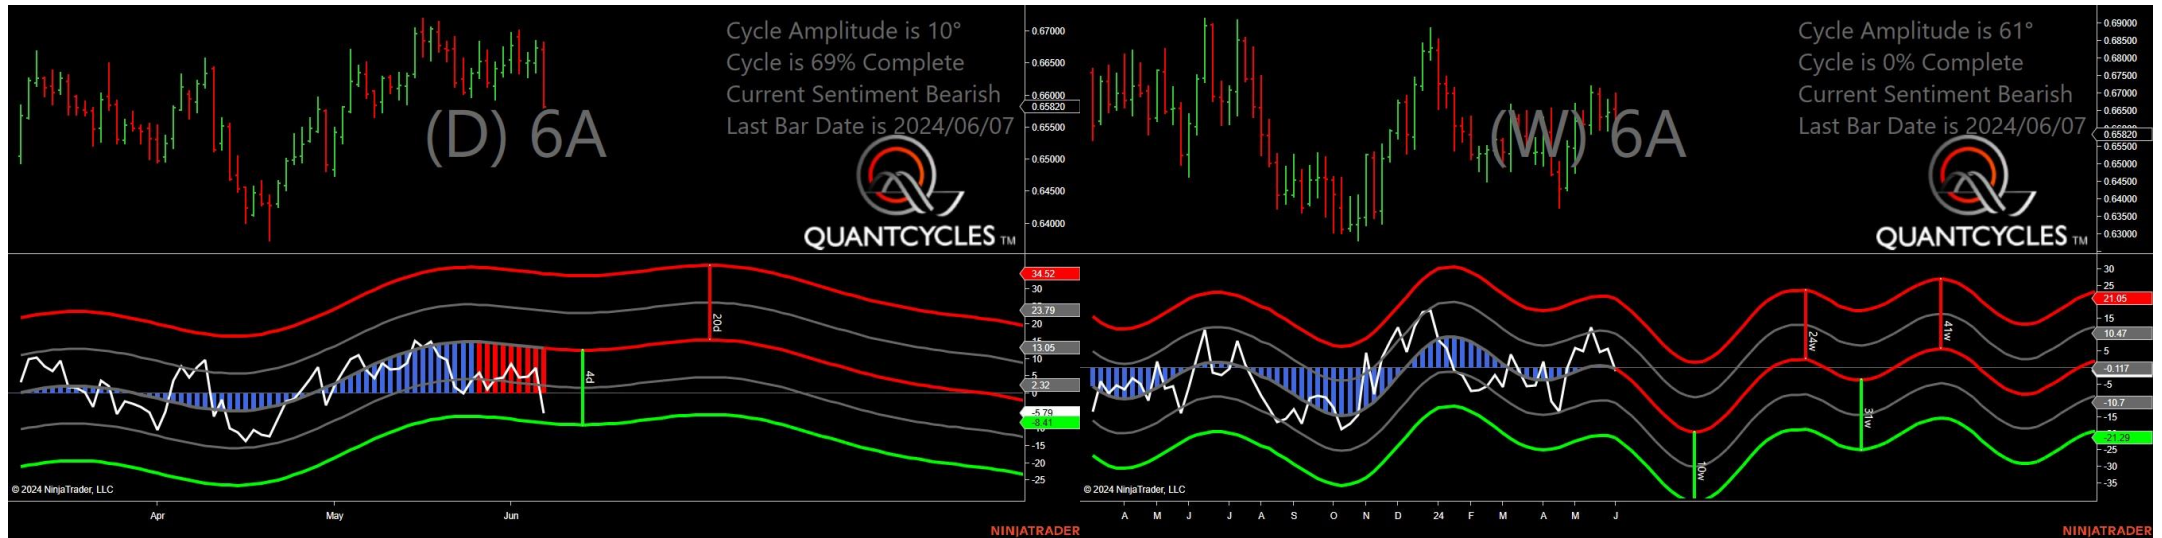 Cycle Amplitude is 10°
Cycle is 69% Complete
Current Sentiment Bearish
Last Bar Date is 2024/06/07
(D) 6A
QUANTCYCLES TM
0.67000
0.66500
0.65820
0.65500
0.65000
0.64500
0.64000
34.52
30
23.79
20
13.05
10
2.32
0
-5.79
-8.41
-15
-20
-25
20d
4d
© 2024 NinjaTrader, LLC
Apr
May
Jun
NINJATRADER
Cycle Amplitude is 61°
Cycle is 0% Complete
Current Sentiment Bearish
Last Bar Date is 2024/06/07
(W) 6A
QUANTCYCLES TM
0.69000
0.68500
0.68000
0.67500
0.67000
0.66500
0.65820
0.65500
0.65000
0.64500
0.64000
0.63500
0.63000
30
25
21.05
15
10.47
5
-0.117
-5
-10.7
-15
-21.29
-25
-30
-35
24w
41w
31w
10w
© 2024 NinjaTrader, LLC
A
M
J
J
A
S
O
N
D
24
F
M
A
M
J
NINJATRADER